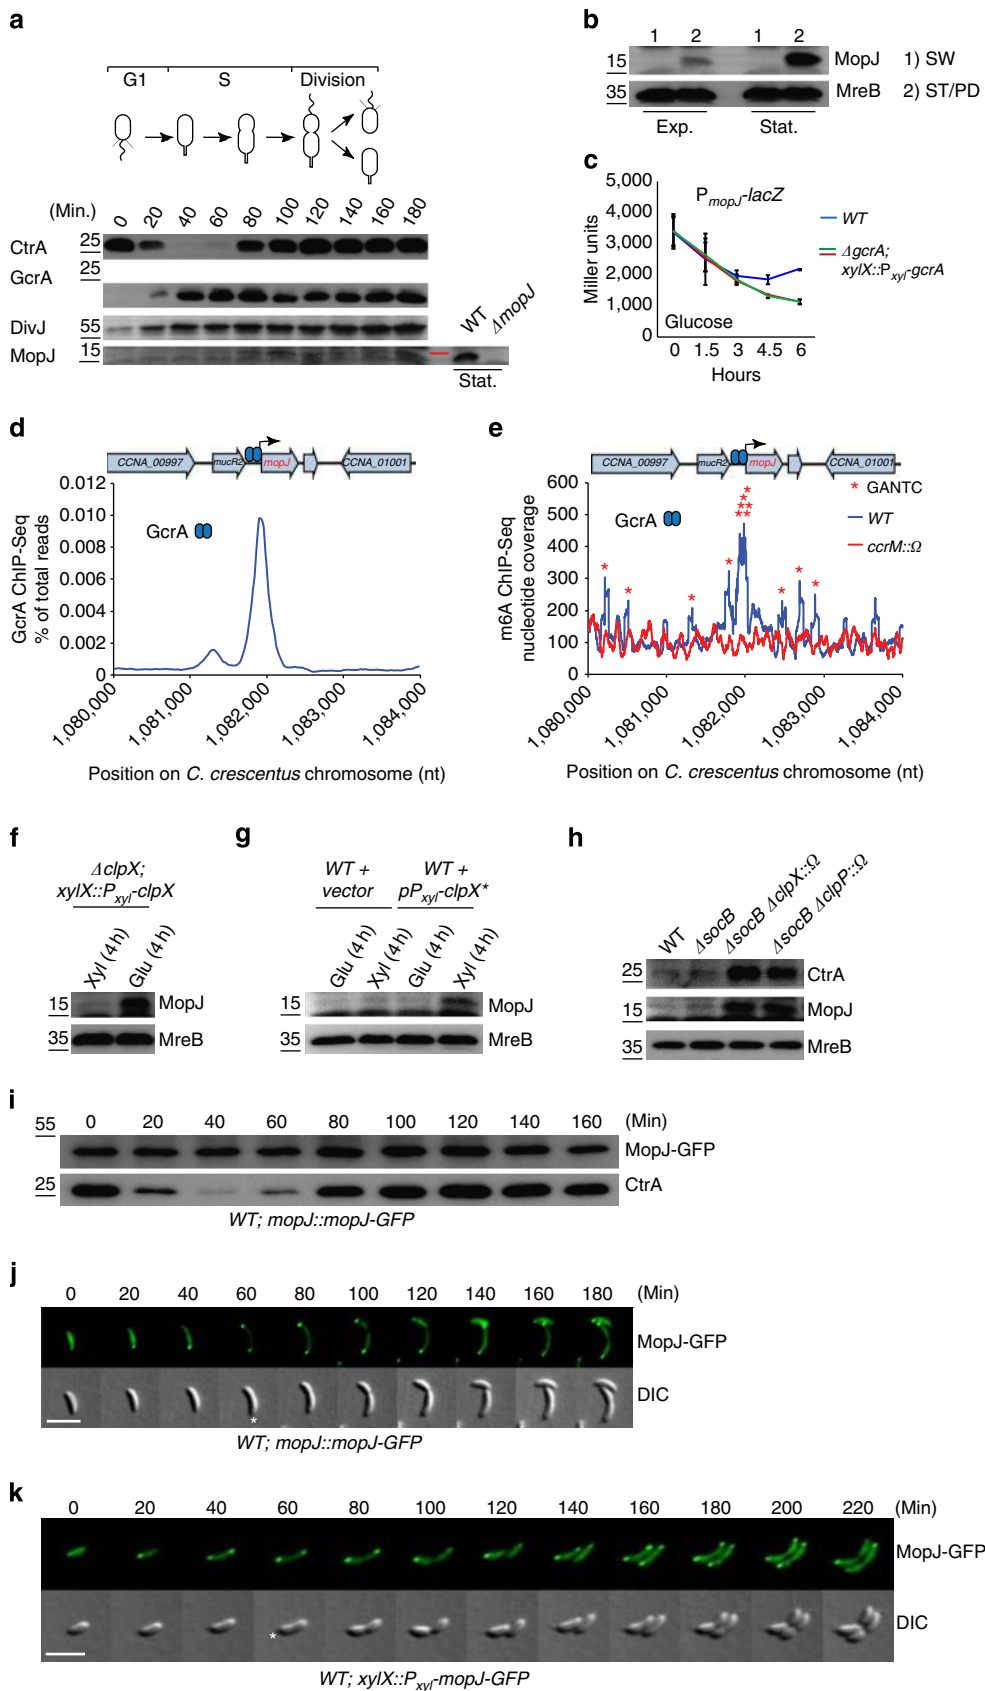 a
G1 S Division
(Min.) 0 20 40 60 80 100 120 140 160 180
CtrA 25
GcrA 25
DivJ 55
MopJ 15
WT ΔmopJ
Stat.
b
1 2 1 2
15 MopJ 1) SW
35 MreB 2) ST/PD
Exp. Stat.
c
PmopJ-lacZ
Miller units
5,000
4,000
3,000
2,000
1,000
0
Glucose
0 1.5 3 4.5 6
Hours
WT
ΔgcrA;
xylX::Pxyl-gcrA
d
CCNA_00997 mucR2 mopJ CCNA_01001
GcrA ChIP-Seq
% of total reads
0.012
0.010
0.008
0.006
0.004
0.002
0
GcrA
1,080,000 1,081,000 1,082,000 1,083,000 1,084,000
Position on C. crescentus chromosome (nt)
e
CCNA_00997 mucR2 mopJ CCNA_01001
m6A ChIP-Seq
nucleotide coverage
600
500
400
300
200
100
0
GcrA
* GANTC
WT
ccrM::Ω
* * * * * * * * * * * * *
1,080,000 1,081,000 1,082,000 1,083,000 1,084,000
Position on C. crescentus chromosome (nt)
f
ΔclpX;
xylX::Pxyl-clpX
Xyl (4 h) Glu (4 h)
15 MopJ
35 MreB
g
WT + vector
WT + pPxyl-clpX*
Glu (4 h) Xyl (4 h) Glu (4 h) Xyl (4 h)
15 MopJ
35 MreB
h
WT ΔsocB ΔsocB ΔclpX::Ω ΔsocB ΔclpP::Ω
25 CtrA
15 MopJ
35 MreB
i
0 20 40 60 80 100 120 140 160 (Min)
55 MopJ-GFP
25 CtrA
WT; mopJ::mopJ-GFP
j
0 20 40 60 80 100 120 140 160 180 (Min)
MopJ-GFP
DIC
*
WT; mopJ::mopJ-GFP
k
0 20 40 60 80 100 120 140 160 180 200 220 (Min)
MopJ-GFP
DIC
*
WT; xylX::Pxyl-mopJ-GFP